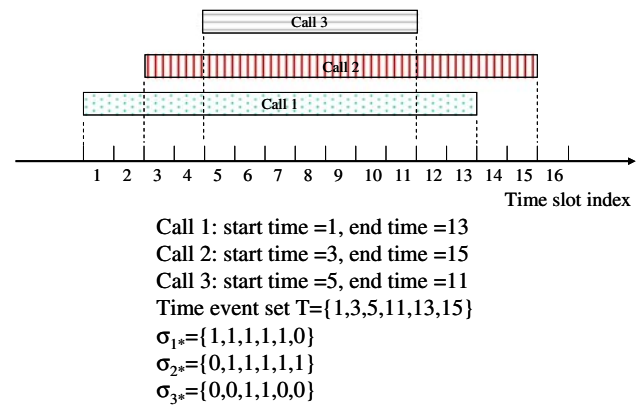 Call 3
Call 2
Call 1
1 2 3 4 5 6 7 8 9 10 11 12 13 14 15 16
Time slot index
Call 1: start time =1, end time =13
Call 2: start time =3, end time =15
Call 3: start time =5, end time =11
Time event set T={1,3,5,11,13,15}
σ1*={1,1,1,1,1,0}
σ2*={0,1,1,1,1,1}
σ3*={0,0,1,1,0,0}